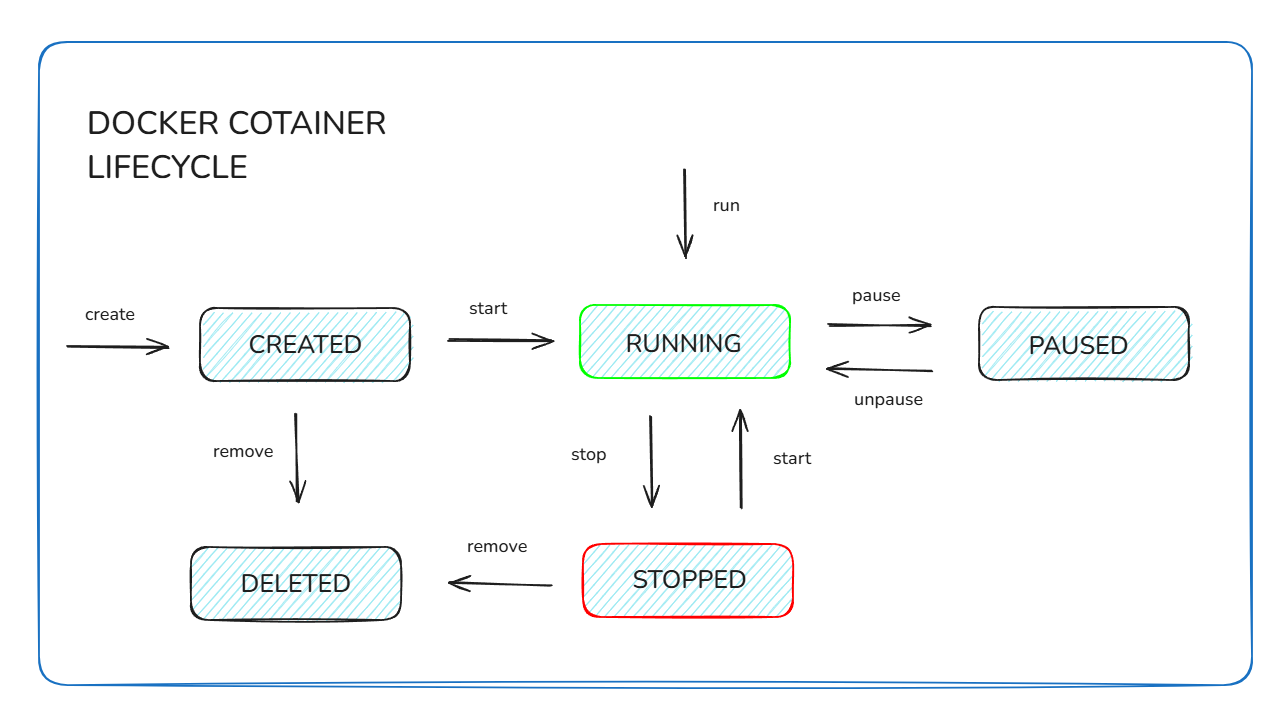 DOCKER COTAINER
LIFECYCLE
run
create
start
pause
CREATED
RUNNING
PAUSED
unpause
remove
stop
start
remove
DELETED
STOPPED